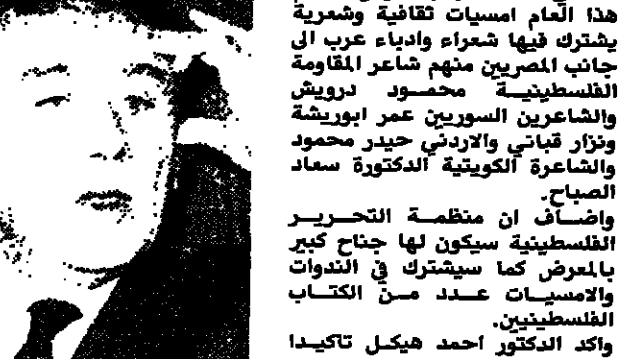 هذا العام امسيات ثقافية وشعرية
يشترك فيها شعراء وادباء عرب الى
جانب المصريين منهم شاعر المقاومة
الفلسطينية محمود درويش
والشاعرين السوريين عمر ابوريشة
ونزار قباني والاردني حيدر محمود
والشاعرة الكويتية الدكتورة سعاد
الصباح.
واضاف ان منظمة التحرير
الفلسطينية سيكون لها جناح كبير
بالمعرض كما سيشترك في الندوات
والامسيات عدد من الكتاب
الفلسطينيين.
واكد الدكتور احمد هيكل تاكيدا